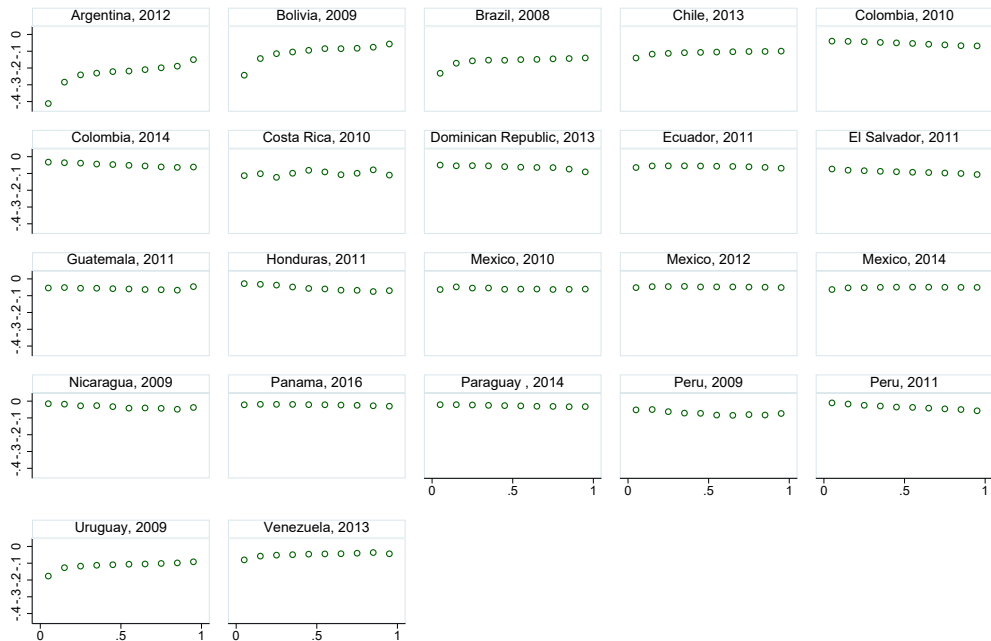 Argentina, 2012 Bolivia, 2009 Brazil, 2008 Chile, 2013 Colombia, 2010
-.4 -.3 -.2 -.1 0
Colombia, 2014 Costa Rica, 2010 Dominican Republic, 2013 Ecuador, 2011 El Salvador, 2011
-.4 -.3 -.2 -.1 0
Guatemala, 2011 Honduras, 2011 Mexico, 2010 Mexico, 2012 Mexico, 2014
-.4 -.3 -.2 -.1 0
Nicaragua, 2009 Panama, 2016 Paraguay , 2014 Peru, 2009 Peru, 2011
-.4 -.3 -.2 -.1 0
0 .5 1 0 .5 1 0 .5 1
Uruguay, 2009 Venezuela, 2013
-.4 -.3 -.2 -.1 0
0 .5 1 0 .5 1